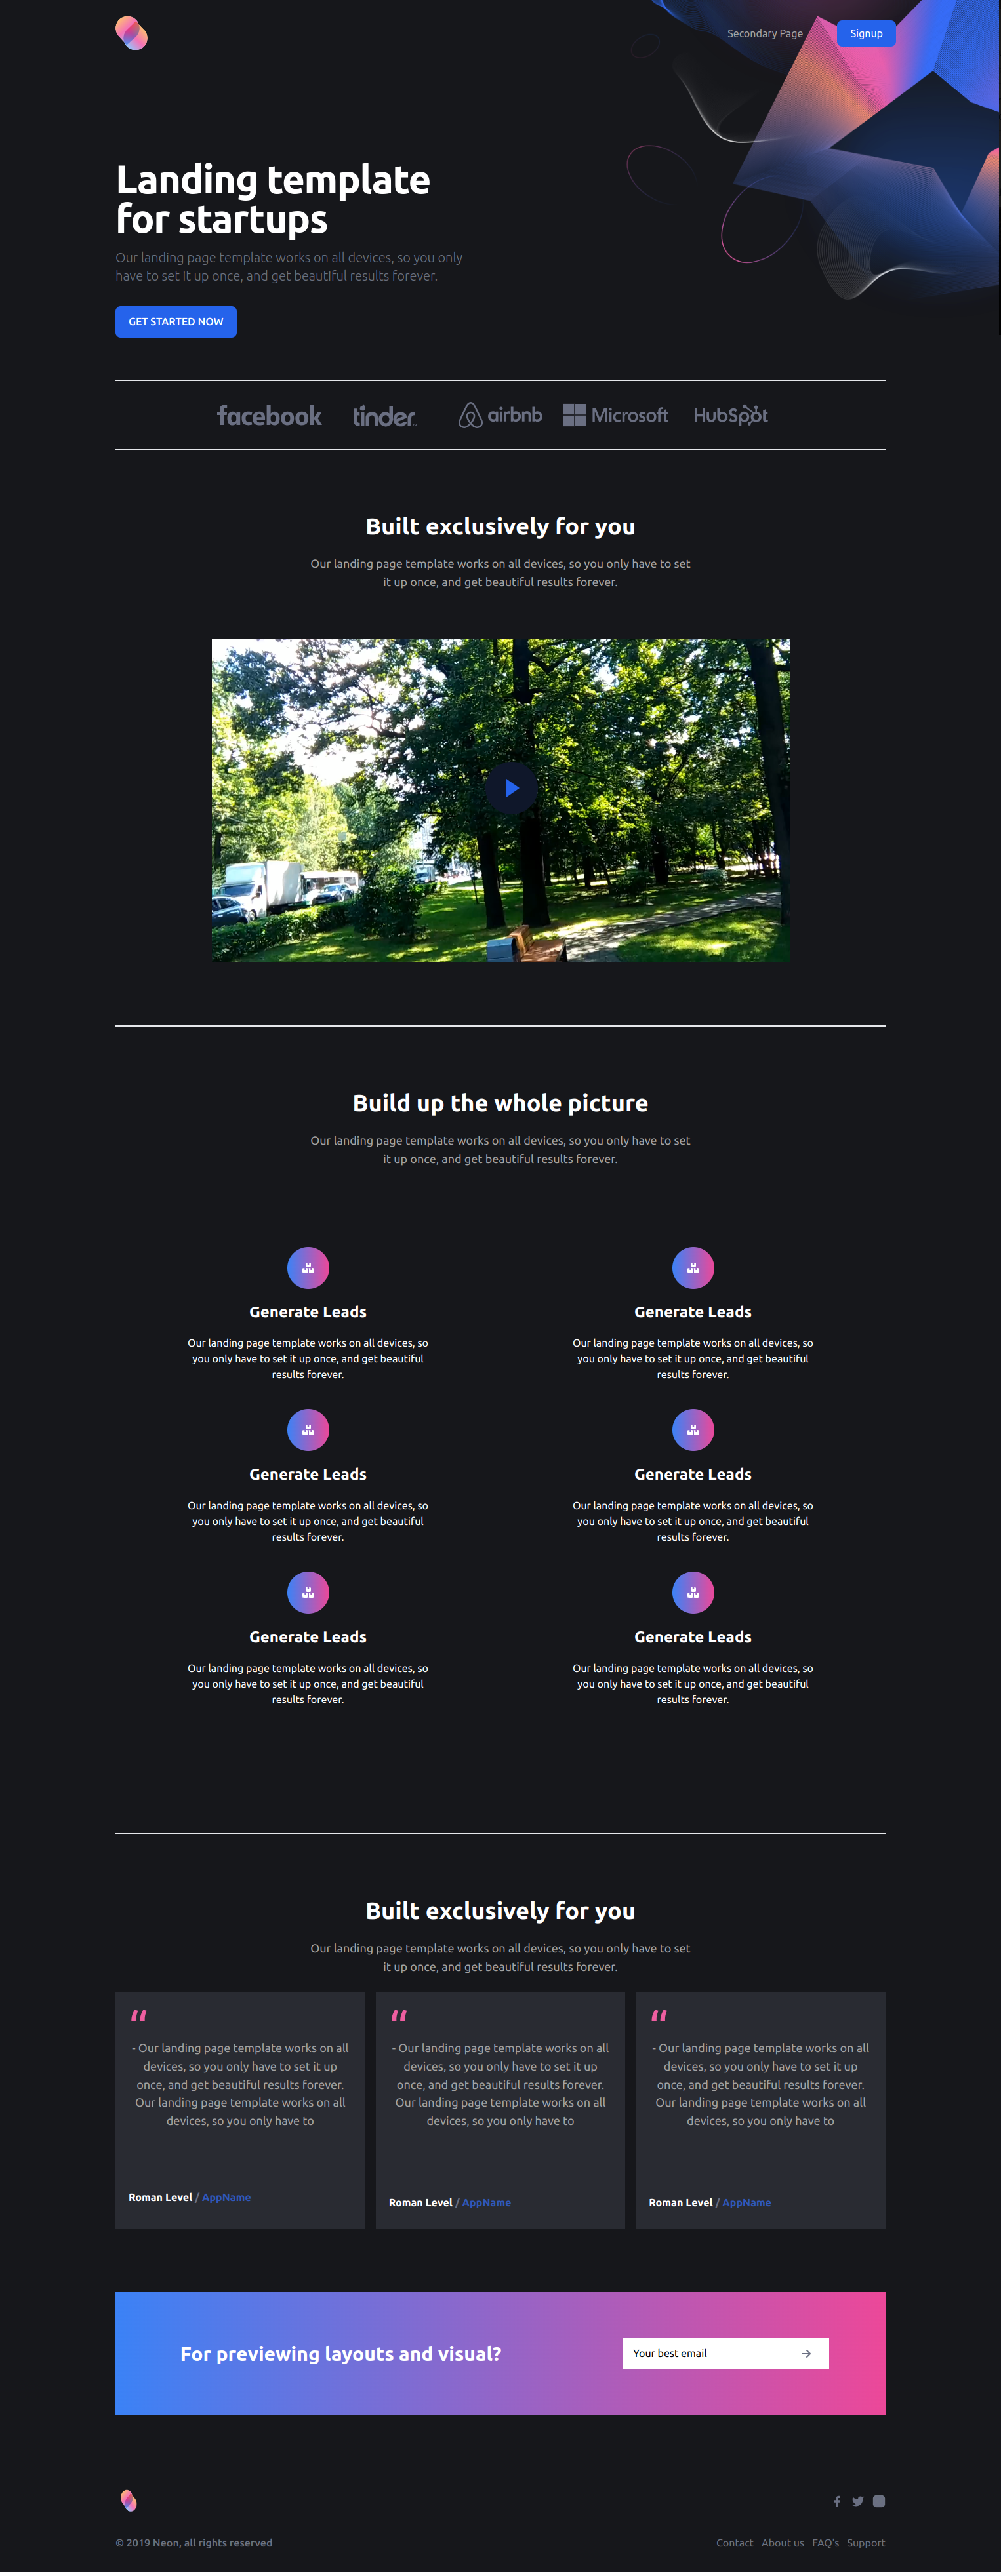 Secondary Page
Signup
Landing template
for startups
Our landing page template works on all devices, so you only
have to set it up once, and get beautiful results forever.
GET STARTED NOW
facebook
tinder
airbnb
Microsoft
HubSpot
Built exclusively for you
Our landing page template works on all devices, so you only have to set
it up once, and get beautiful results forever.
Build up the whole picture
Our landing page template works on all devices, so you only have to set
it up once, and get beautiful results forever.
Generate Leads
Our landing page template works on all devices, so
you only have to set it up once, and get beautiful
results forever.
Generate Leads
Our landing page template works on all devices, so
you only have to set it up once, and get beautiful
results forever.
Generate Leads
Our landing page template works on all devices, so
you only have to set it up once, and get beautiful
results forever.
Generate Leads
Our landing page template works on all devices, so
you only have to set it up once, and get beautiful
results forever.
Generate Leads
Our landing page template works on all devices, so
you only have to set it up once, and get beautiful
results forever.
Generate Leads
Our landing page template works on all devices, so
you only have to set it up once, and get beautiful
results forever.
Built exclusively for you
Our landing page template works on all devices, so you only have to set
it up once, and get beautiful results forever.
“
- Our landing page template works on all
devices, so you only have to set it up
once, and get beautiful results forever.
Our landing page template works on all
devices, so you only have to
Roman Level / AppName
“
- Our landing page template works on all
devices, so you only have to set it up
once, and get beautiful results forever.
Our landing page template works on all
devices, so you only have to
Roman Level / AppName
“
- Our landing page template works on all
devices, so you only have to set it up
once, and get beautiful results forever.
Our landing page template works on all
devices, so you only have to
Roman Level / AppName
For previewing layouts and visual?
Your best email
© 2019 Neon, all rights reserved
Contact About us FAQ's Support